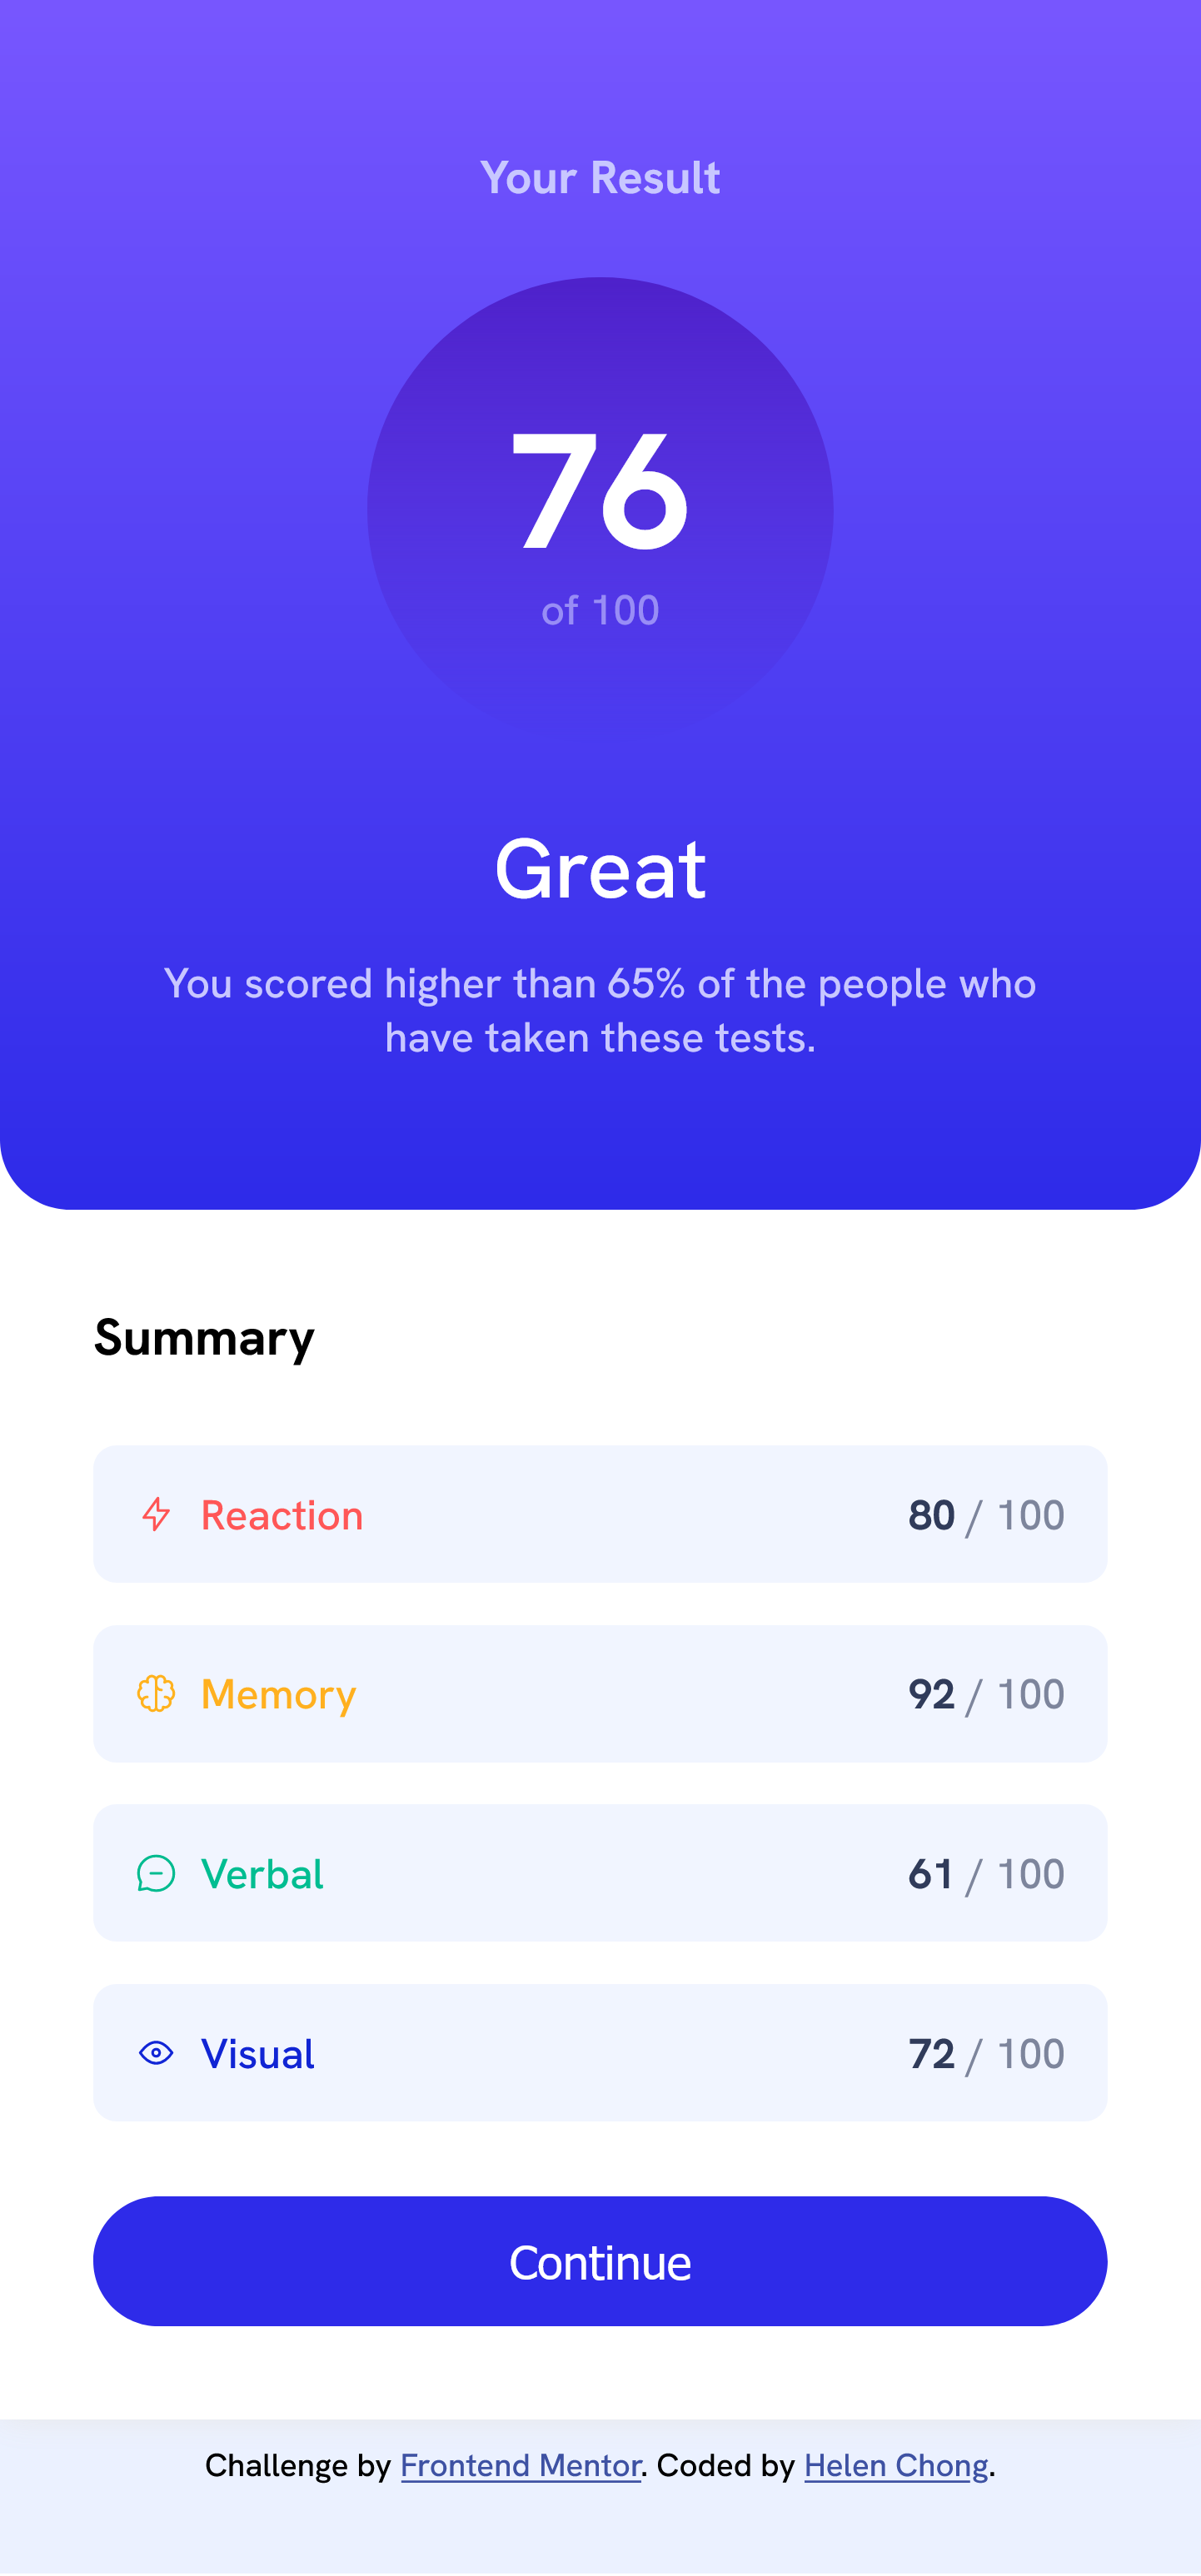 Your Result
76
of 100
Great
You scored higher than 65% of the people who
have taken these tests.
Summary
Reaction 80 / 100
Memory 92 / 100
Verbal 61 / 100
Visual 72 / 100
Continue
Challenge by Frontend Mentor. Coded by Helen Chong.